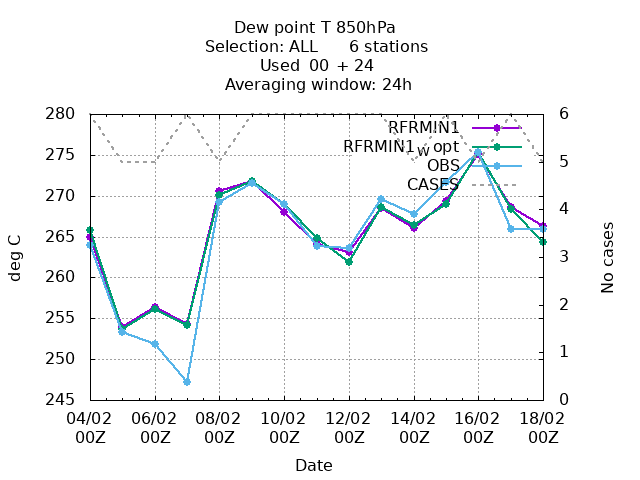 Dew point T 850hPa
Selection: ALL 6 stations
Used 00 + 24
Averaging window: 24h
280 6
RFRMIN1
RFRMIN1_w_opt
275 5
OBS
CASES
270 4
265 3
deg C
No cases
260
255 2
250 1
245 0
04/02 06/02 08/02 10/02 12/02 14/02 16/02 18/02
00Z 00Z 00Z 00Z 00Z 00Z 00Z 00Z
Date